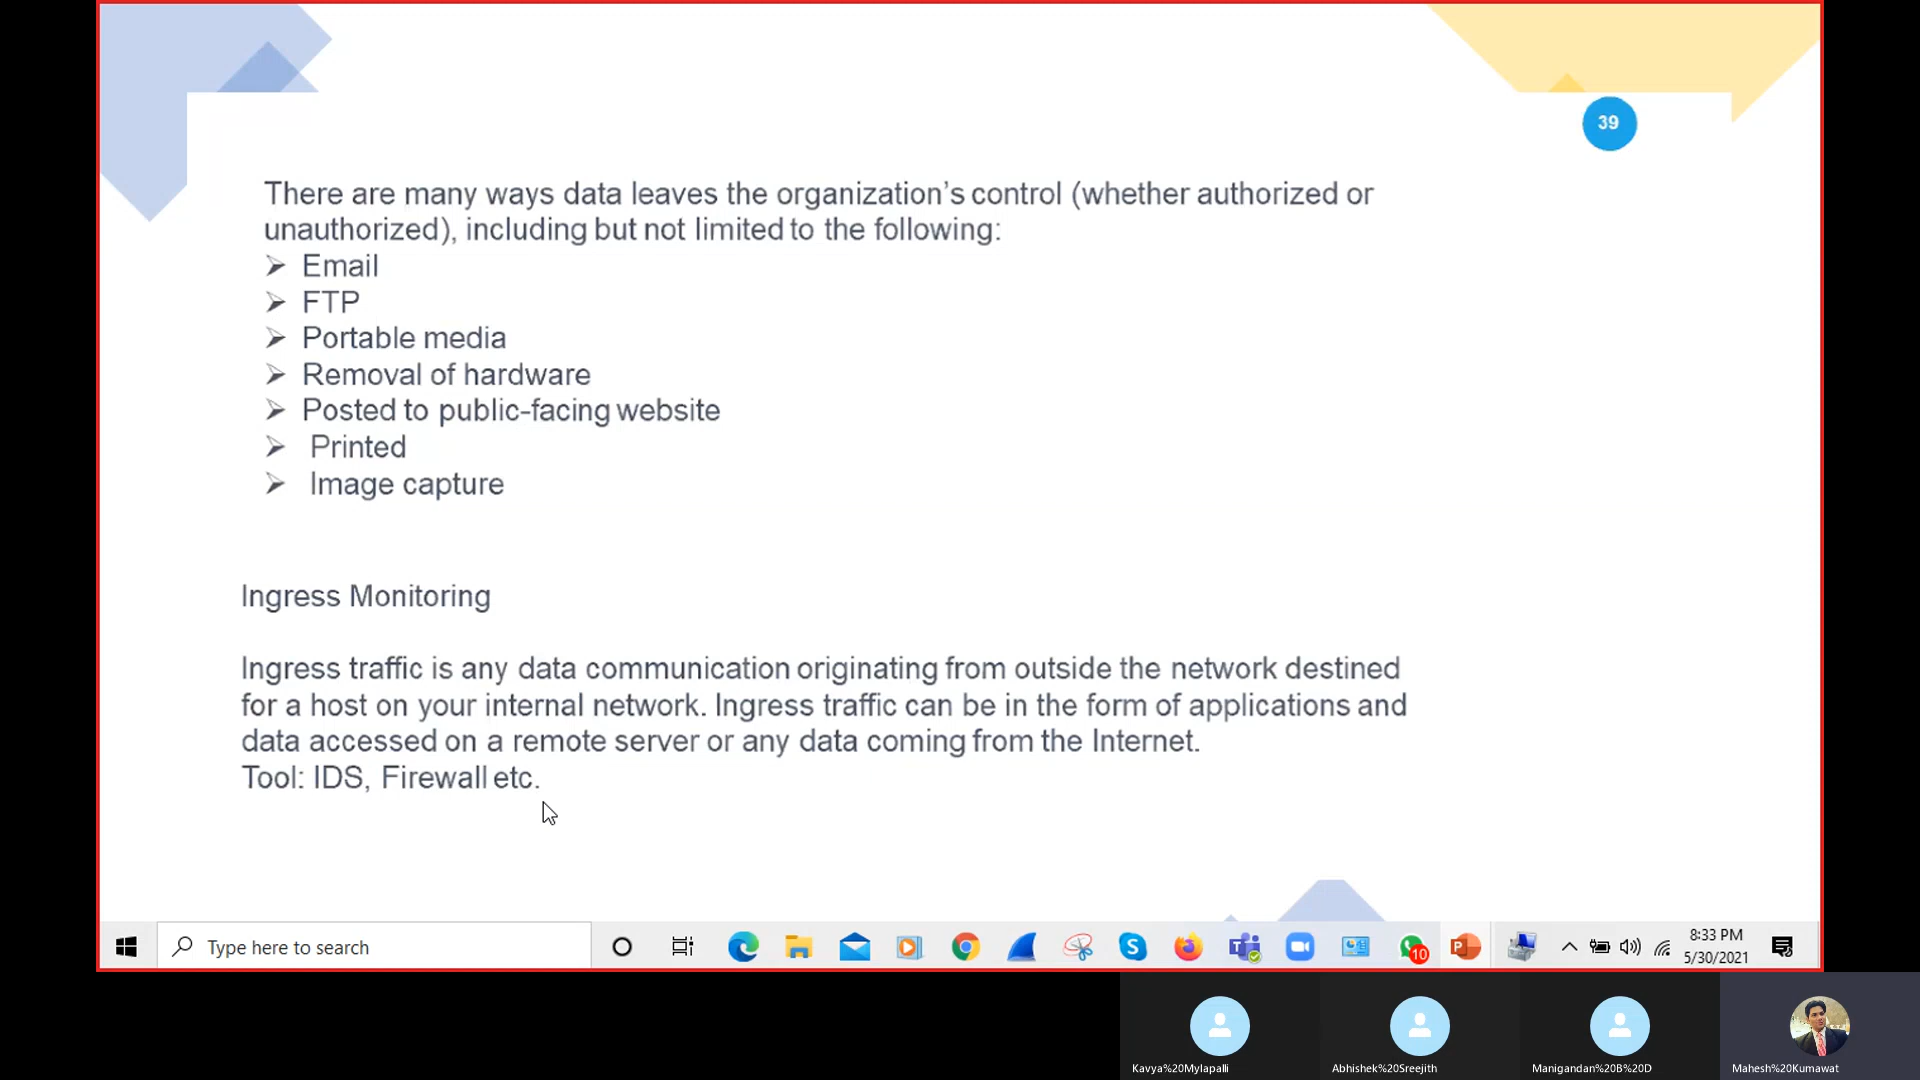 39
There are many ways data leaves the organization’s control (whether authorized or
unauthorized), including but not limited to the following:
➢ Email
➢ FTP
➢ Portable media
➢ Removal of hardware
➢ Posted to public-facing website
➢ Printed
➢ Image capture
Ingress Monitoring
Ingress traffic is any data communication originating from outside the network destined
for a host on your internal network. Ingress traffic can be in the form of applications and
data accessed on a remote server or any data coming from the Internet.
Tool: IDS, Firewall etc.
Type here to search
10
8:33 PM
5/30/2021
Kavya%20Mylapalli
Abhishek%20Sreejith
Manigandan%20B%20D
Mahesh%20Kumawat